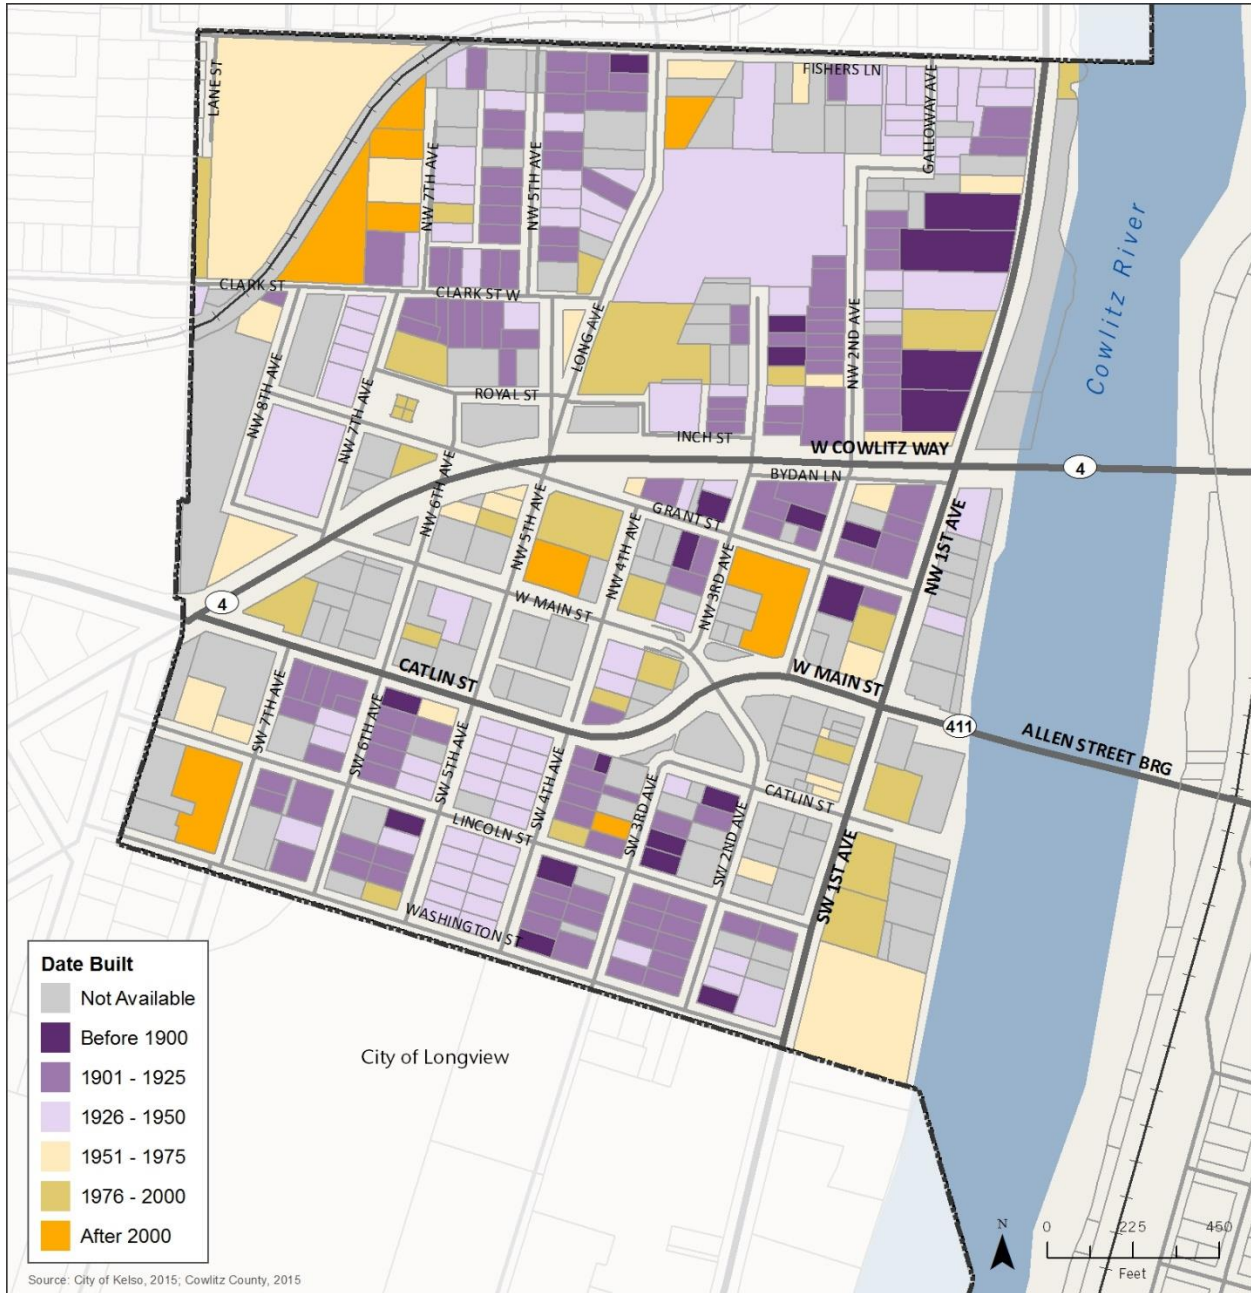 FISHERS LN
LANE ST
GALLOWAY AVE
NW 7TH AVE
NW 5TH AVE
Cowlitz River
CLARK ST
CLARK ST W
LONG AVE
NW 2ND AVE
NW 8TH AVE
NW 7TH AVE
ROYAL ST
INCH ST
W COWLITZ WAY
4
BYDAN LN
NW 6TH AVE
NW 5TH AVE
GRANT ST
NW 4TH AVE
NW 3RD AVE
NW 1ST AVE
4
W MAIN ST
CATLIN ST
W MAIN ST
411
ALLEN STREET BRG
SW 7TH AVE
SW 6TH AVE
SW 5TH AVE
SW 4TH AVE
SW 3RD AVE
SW 2ND AVE
CATLIN ST
LINCOLN ST
SW 1ST AVE
WASHINGTON ST
City of Longview
Date Built
Not Available
Before 1900
1901 - 1925
1926 - 1950
1951 - 1975
1976 - 2000
After 2000
N
0 225 450
Feet
Source: City of Kelso, 2015; Cowlitz County, 2015